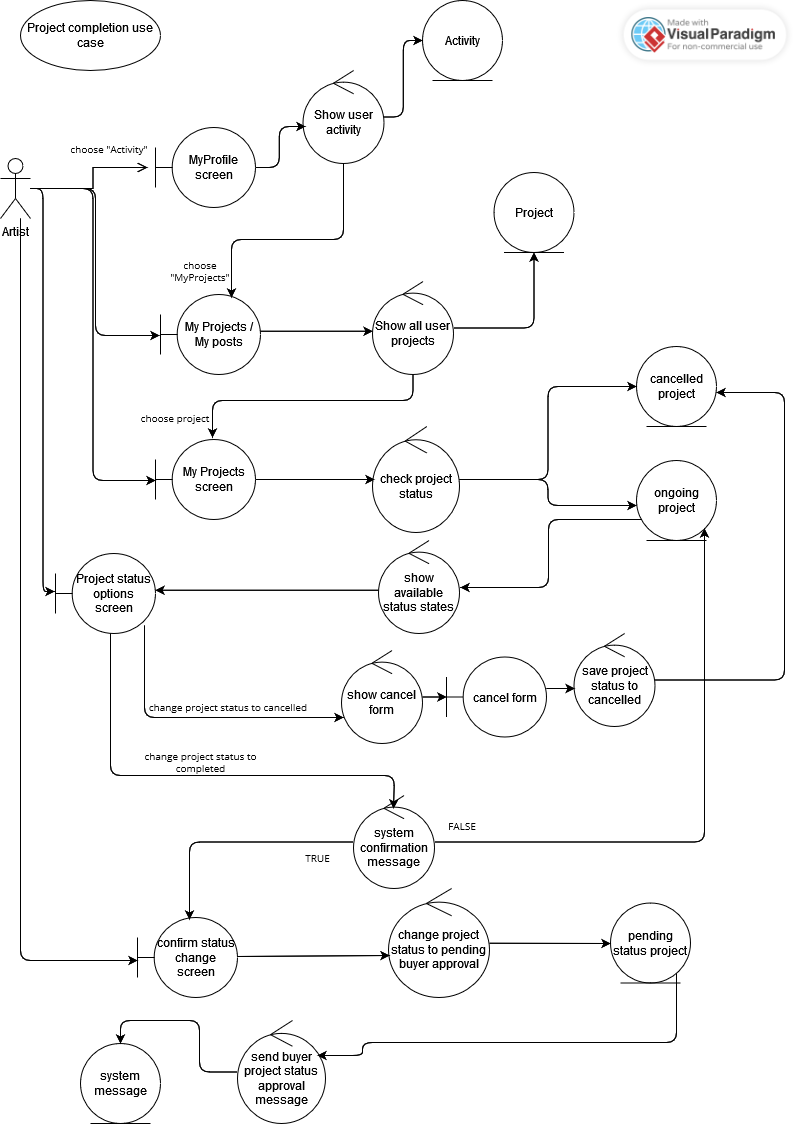 Project completion use
case
Activity
Made with
VisualParadigm
For non-commercial use
Show user
activity
choose "Activity"
MyProfile
screen
Artist
Project
choose
"MyProjects"
My Projects /
My posts
Show all user
projects
cancelled
project
choose project
My Projects
screen
check project
status
ongoing
project
Project status
options
screen
show
available
status states
show cancel
form
cancel form
save project
status to
cancelled
change project status to cancelled
change project status to
completed
system
confirmation
message
FALSE
TRUE
confirm status
change
screen
change project
status to pending
buyer approval
pending
status project
system
message
send buyer
project status
approval
message